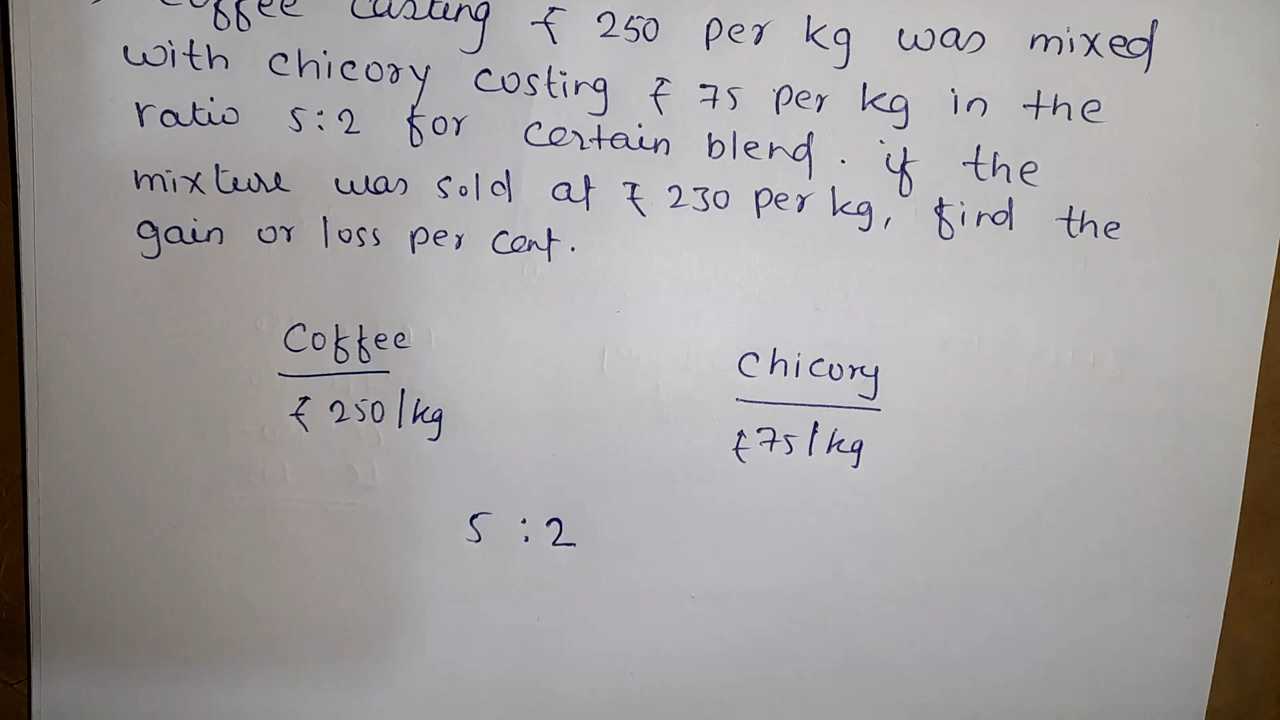 Coffee costing ₹ 250 per kg was mixed
with chicory costing ₹ 75 per kg in the
ratio 5:2 for certain blend. if the
mixture was sold at ₹ 230 per kg, find the
gain or loss per cent.
Coffee
₹ 250/kg
Chicory
₹75/kg
5 : 2